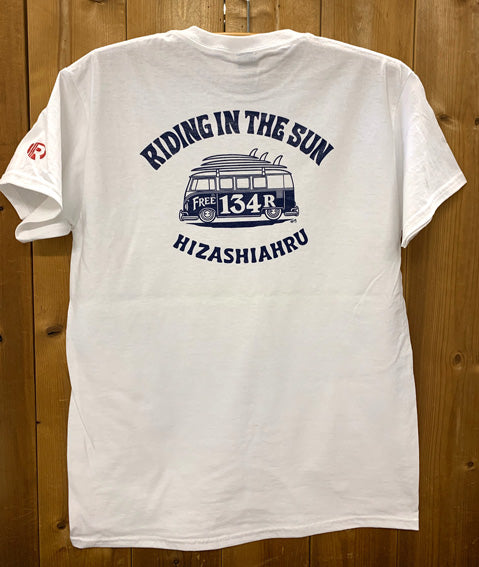 RIDING IN THE SUN
FREE 134R
HIZASHIAHRU
R